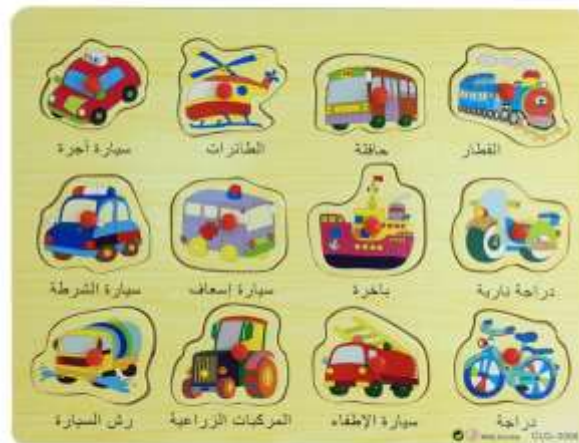 القطار
حافلة
الطائرات
سيارة أجرة
دراجة نارية
باخرة
سيارة إسعاف
سيارة الشرطة
دراجة
سيارة الإطفاء
المركبات الزراعية
رش السيارة